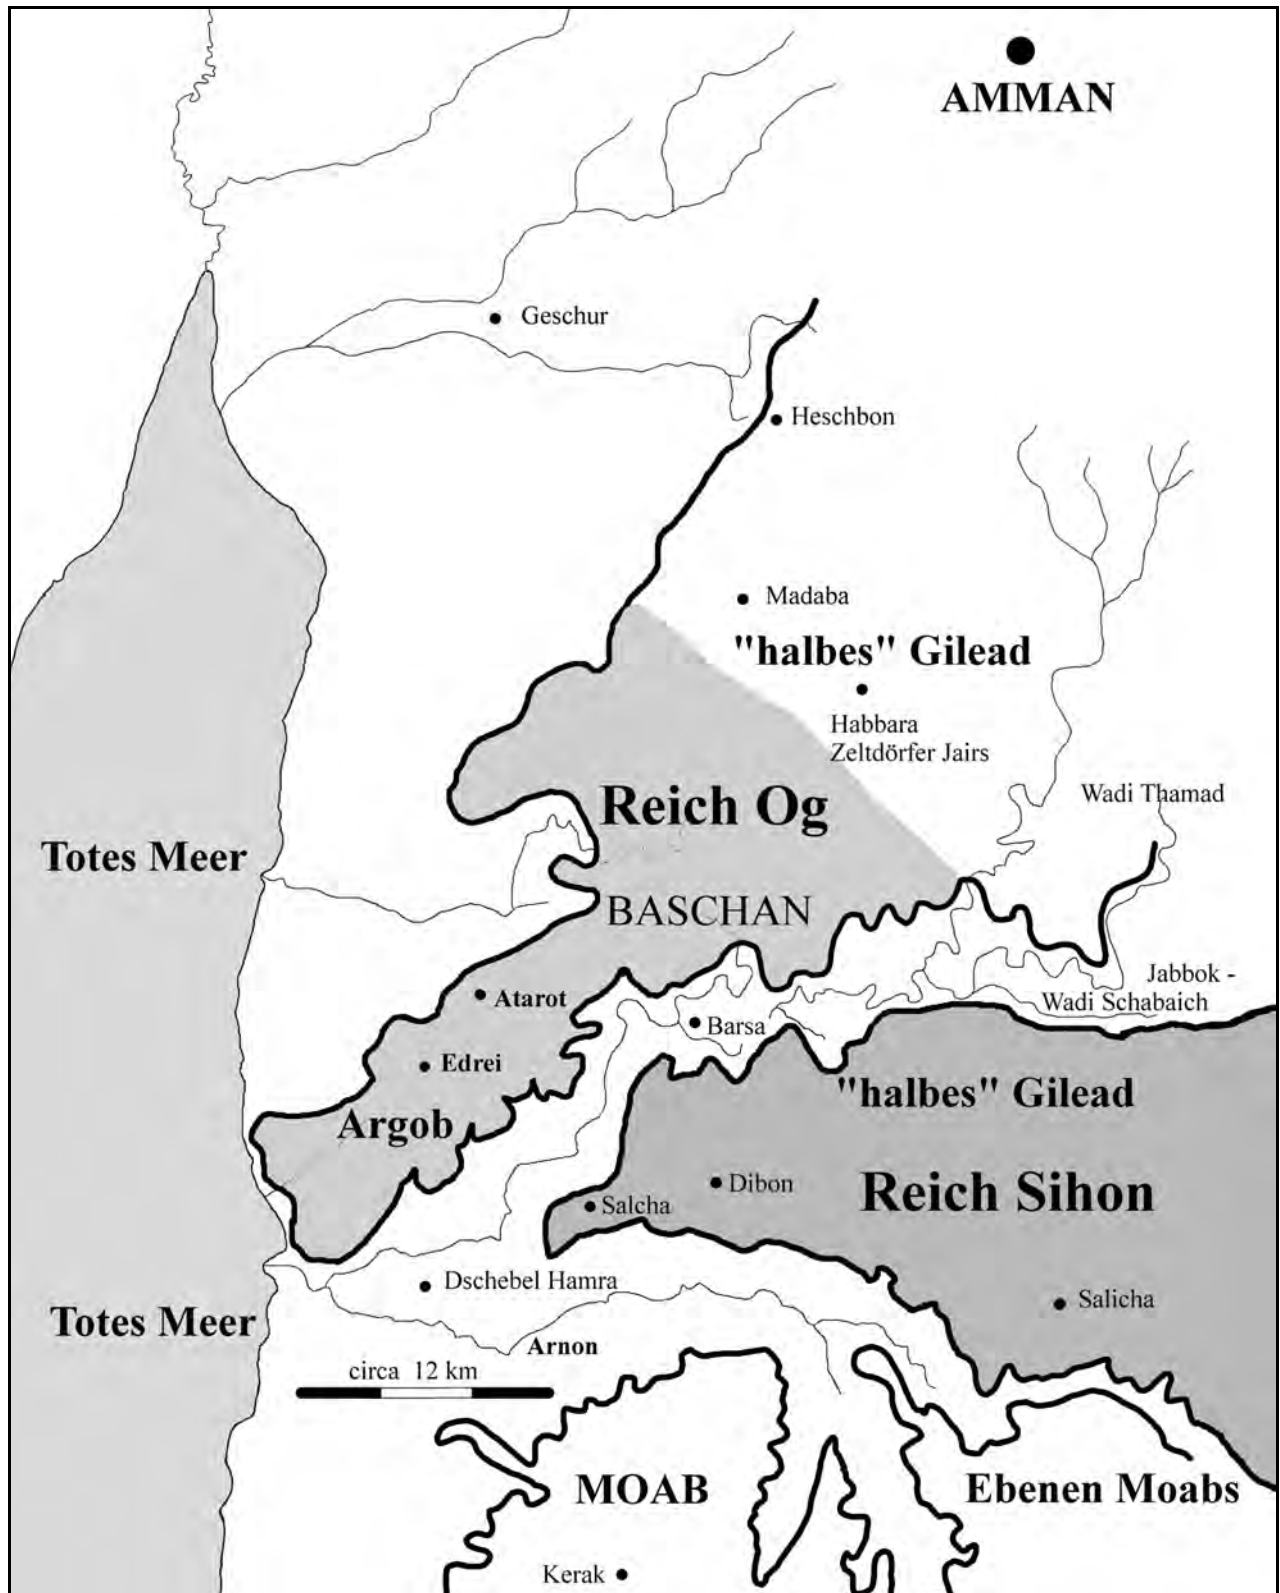 AMMAN
Geschur
Heschbon
Madaba
"halbes" Gilead
Habbara
Zeltdörfer Jairs
Wadi Thamad
Reich Og
Totes Meer
BASCHAN
Jabbok -
Wadi Schabaich
Atarot
Barsa
Edrei
"halbes" Gilead
Argob
Dibon
Reich Sihon
Salcha
Dschebel Hamra
Salicha
Totes Meer
Arnon
circa 12 km
MOAB
Ebenen Moabs
Kerak